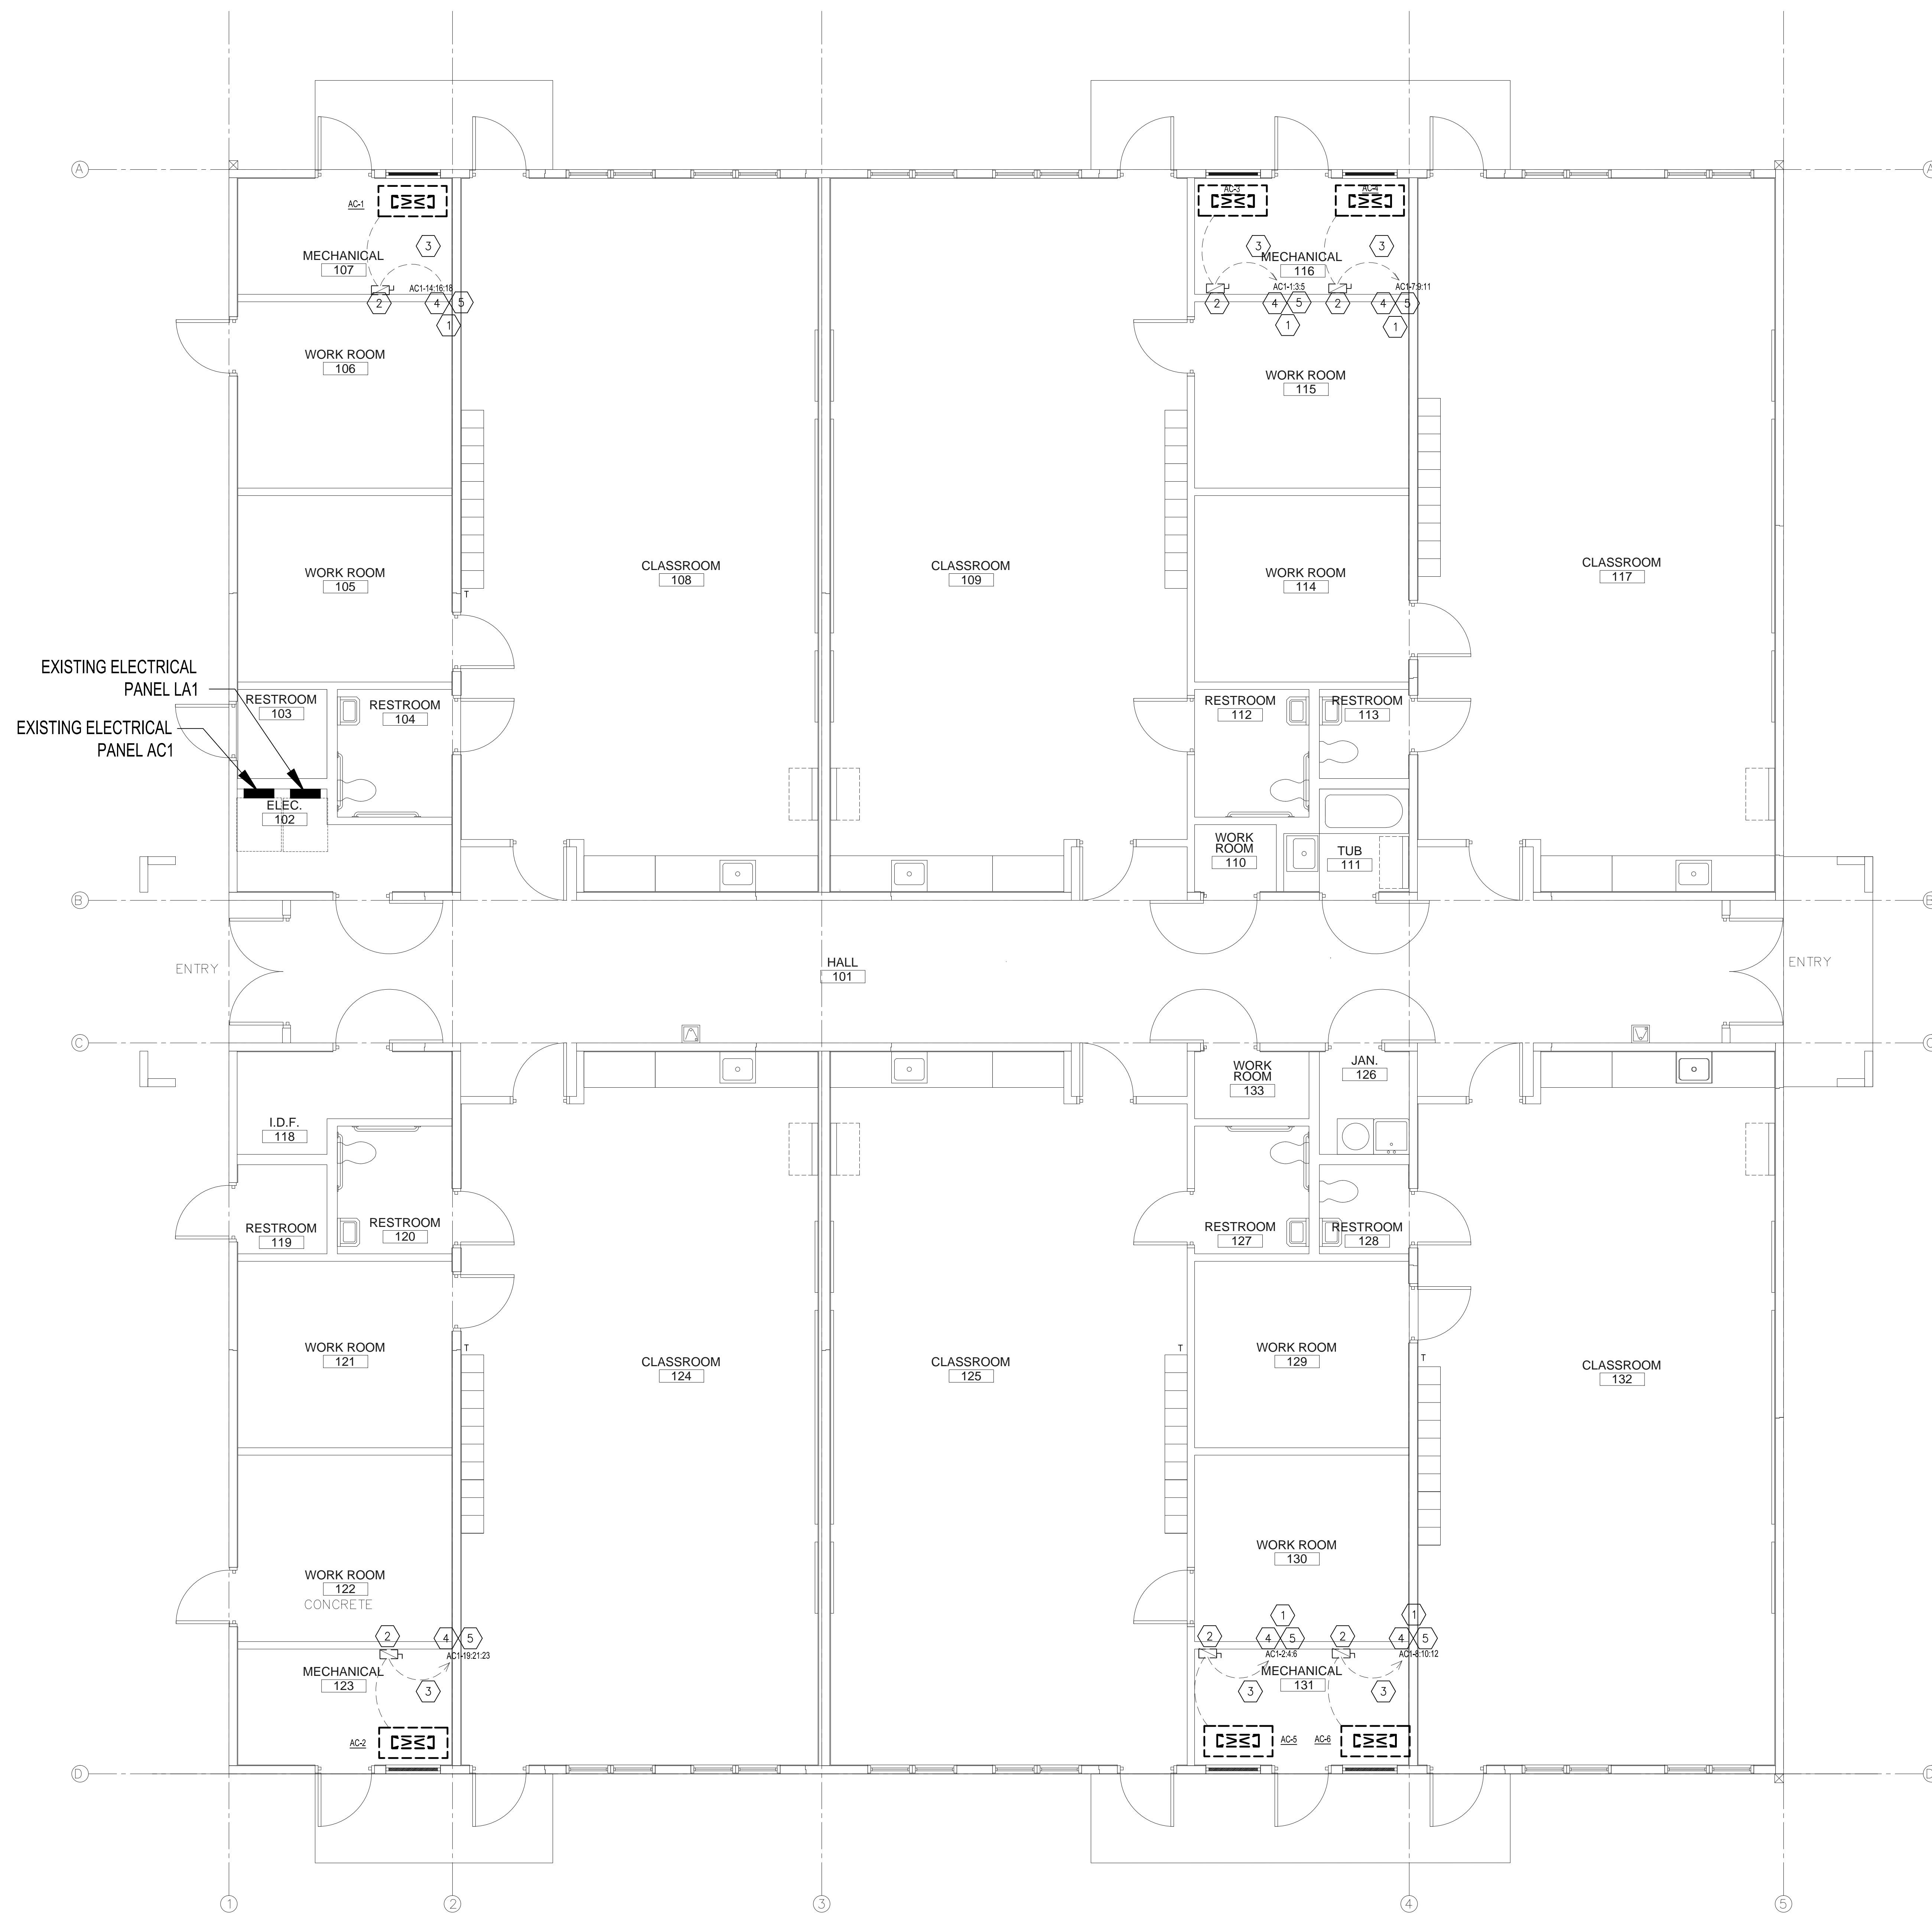 A
A
AC-1
AC-3
AC-4
3
3
3
MECHANICAL
107
MECHANICAL
116
AC1-14:16:18
AC1-1:3:5
AC1-7:9:11
2
4
5
1
2
4
5
1
2
4
5
1
WORK ROOM
106
WORK ROOM
115
WORK ROOM
105
CLASSROOM
108
CLASSROOM
109
WORK ROOM
114
CLASSROOM
117
T
EXISTING ELECTRICAL
PANEL LA1
EXISTING ELECTRICAL
PANEL AC1
RESTROOM
103
RESTROOM
104
RESTROOM
112
RESTROOM
113
ELEC.
102
WORK
ROOM
110
TUB
111
B
B
ENTRY
HALL
101
ENTRY
C
C
I.D.F.
118
WORK
ROOM
133
JAN.
126
RESTROOM
119
RESTROOM
120
RESTROOM
127
RESTROOM
128
WORK ROOM
121
T
CLASSROOM
124
CLASSROOM
125
T
WORK ROOM
129
T
CLASSROOM
132
WORK ROOM
122
CONCRETE
WORK ROOM
130
2
4
5
AC1-19:21:23
1
2
4
5
AC1-2:4:6
1
2
4
5
AC1-8:10:12
MECHANICAL
123
MECHANICAL
131
3
3
3
AC-2
AC-5
AC-6
D
D
1
2
3
4
5